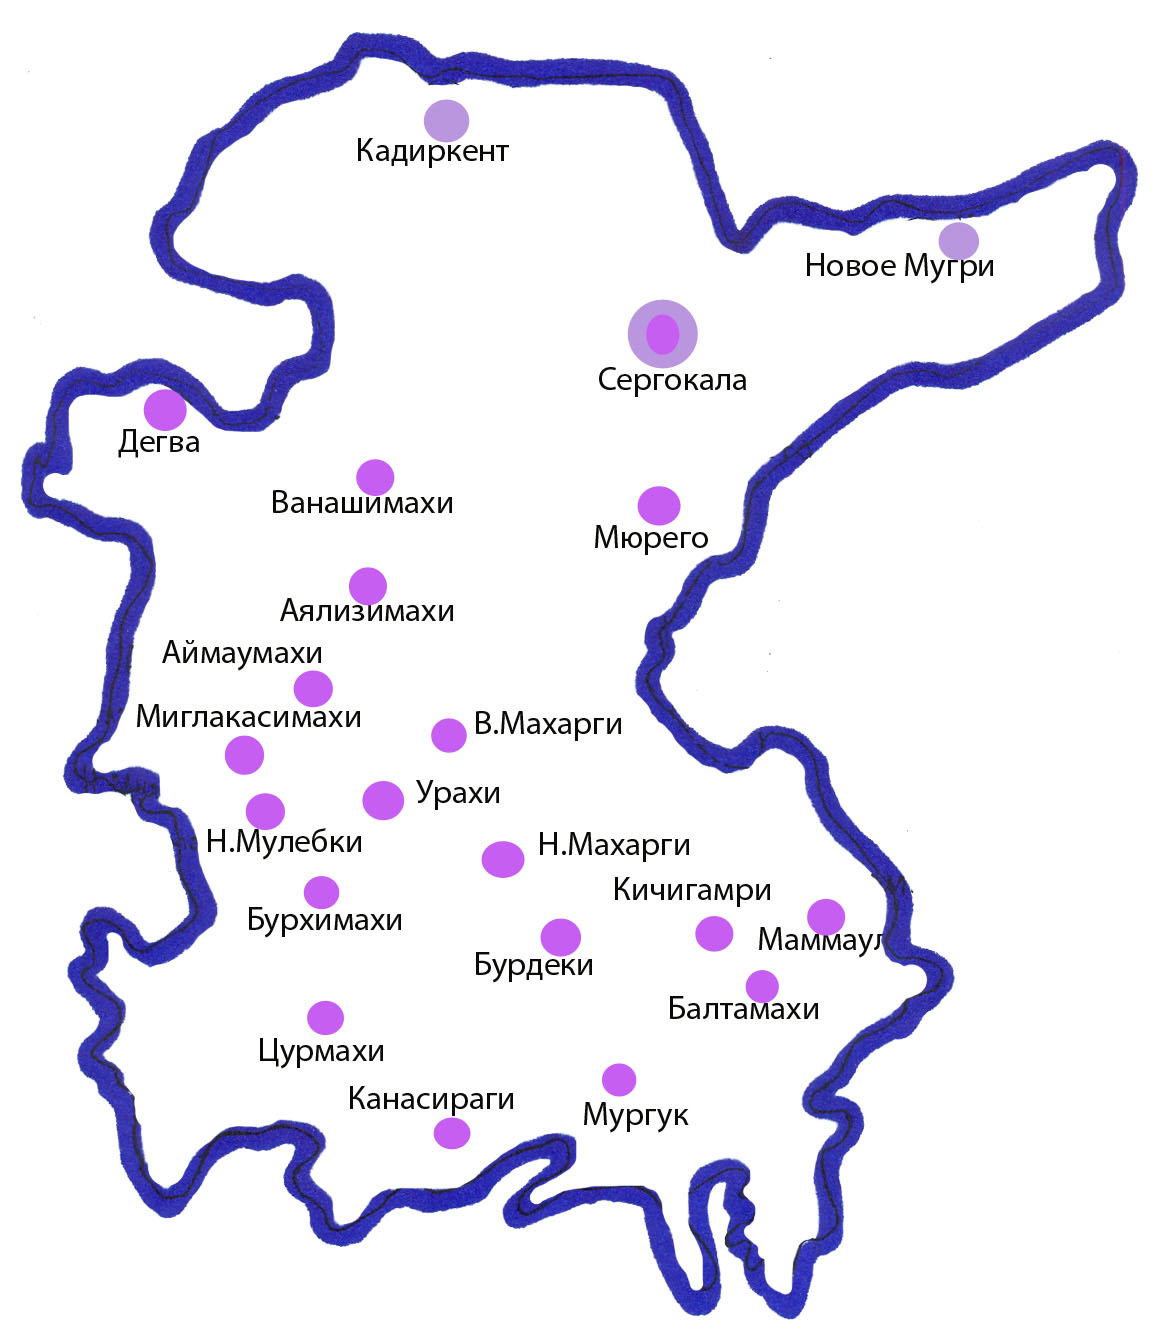 Кадиркент
Новое Мугри
Сергокала
Дегва
Ванашимахи
Мюрего
Аялизимахи
Аймаумахи
Миглакасимахи
В.Махарги
Урахи
Н.Мулебки
Н.Махарги
Кичигамри
Бурхимахи
Маммаул
Бурдеки
Балтамахи
Цурмахи
Канасираги
Мургук